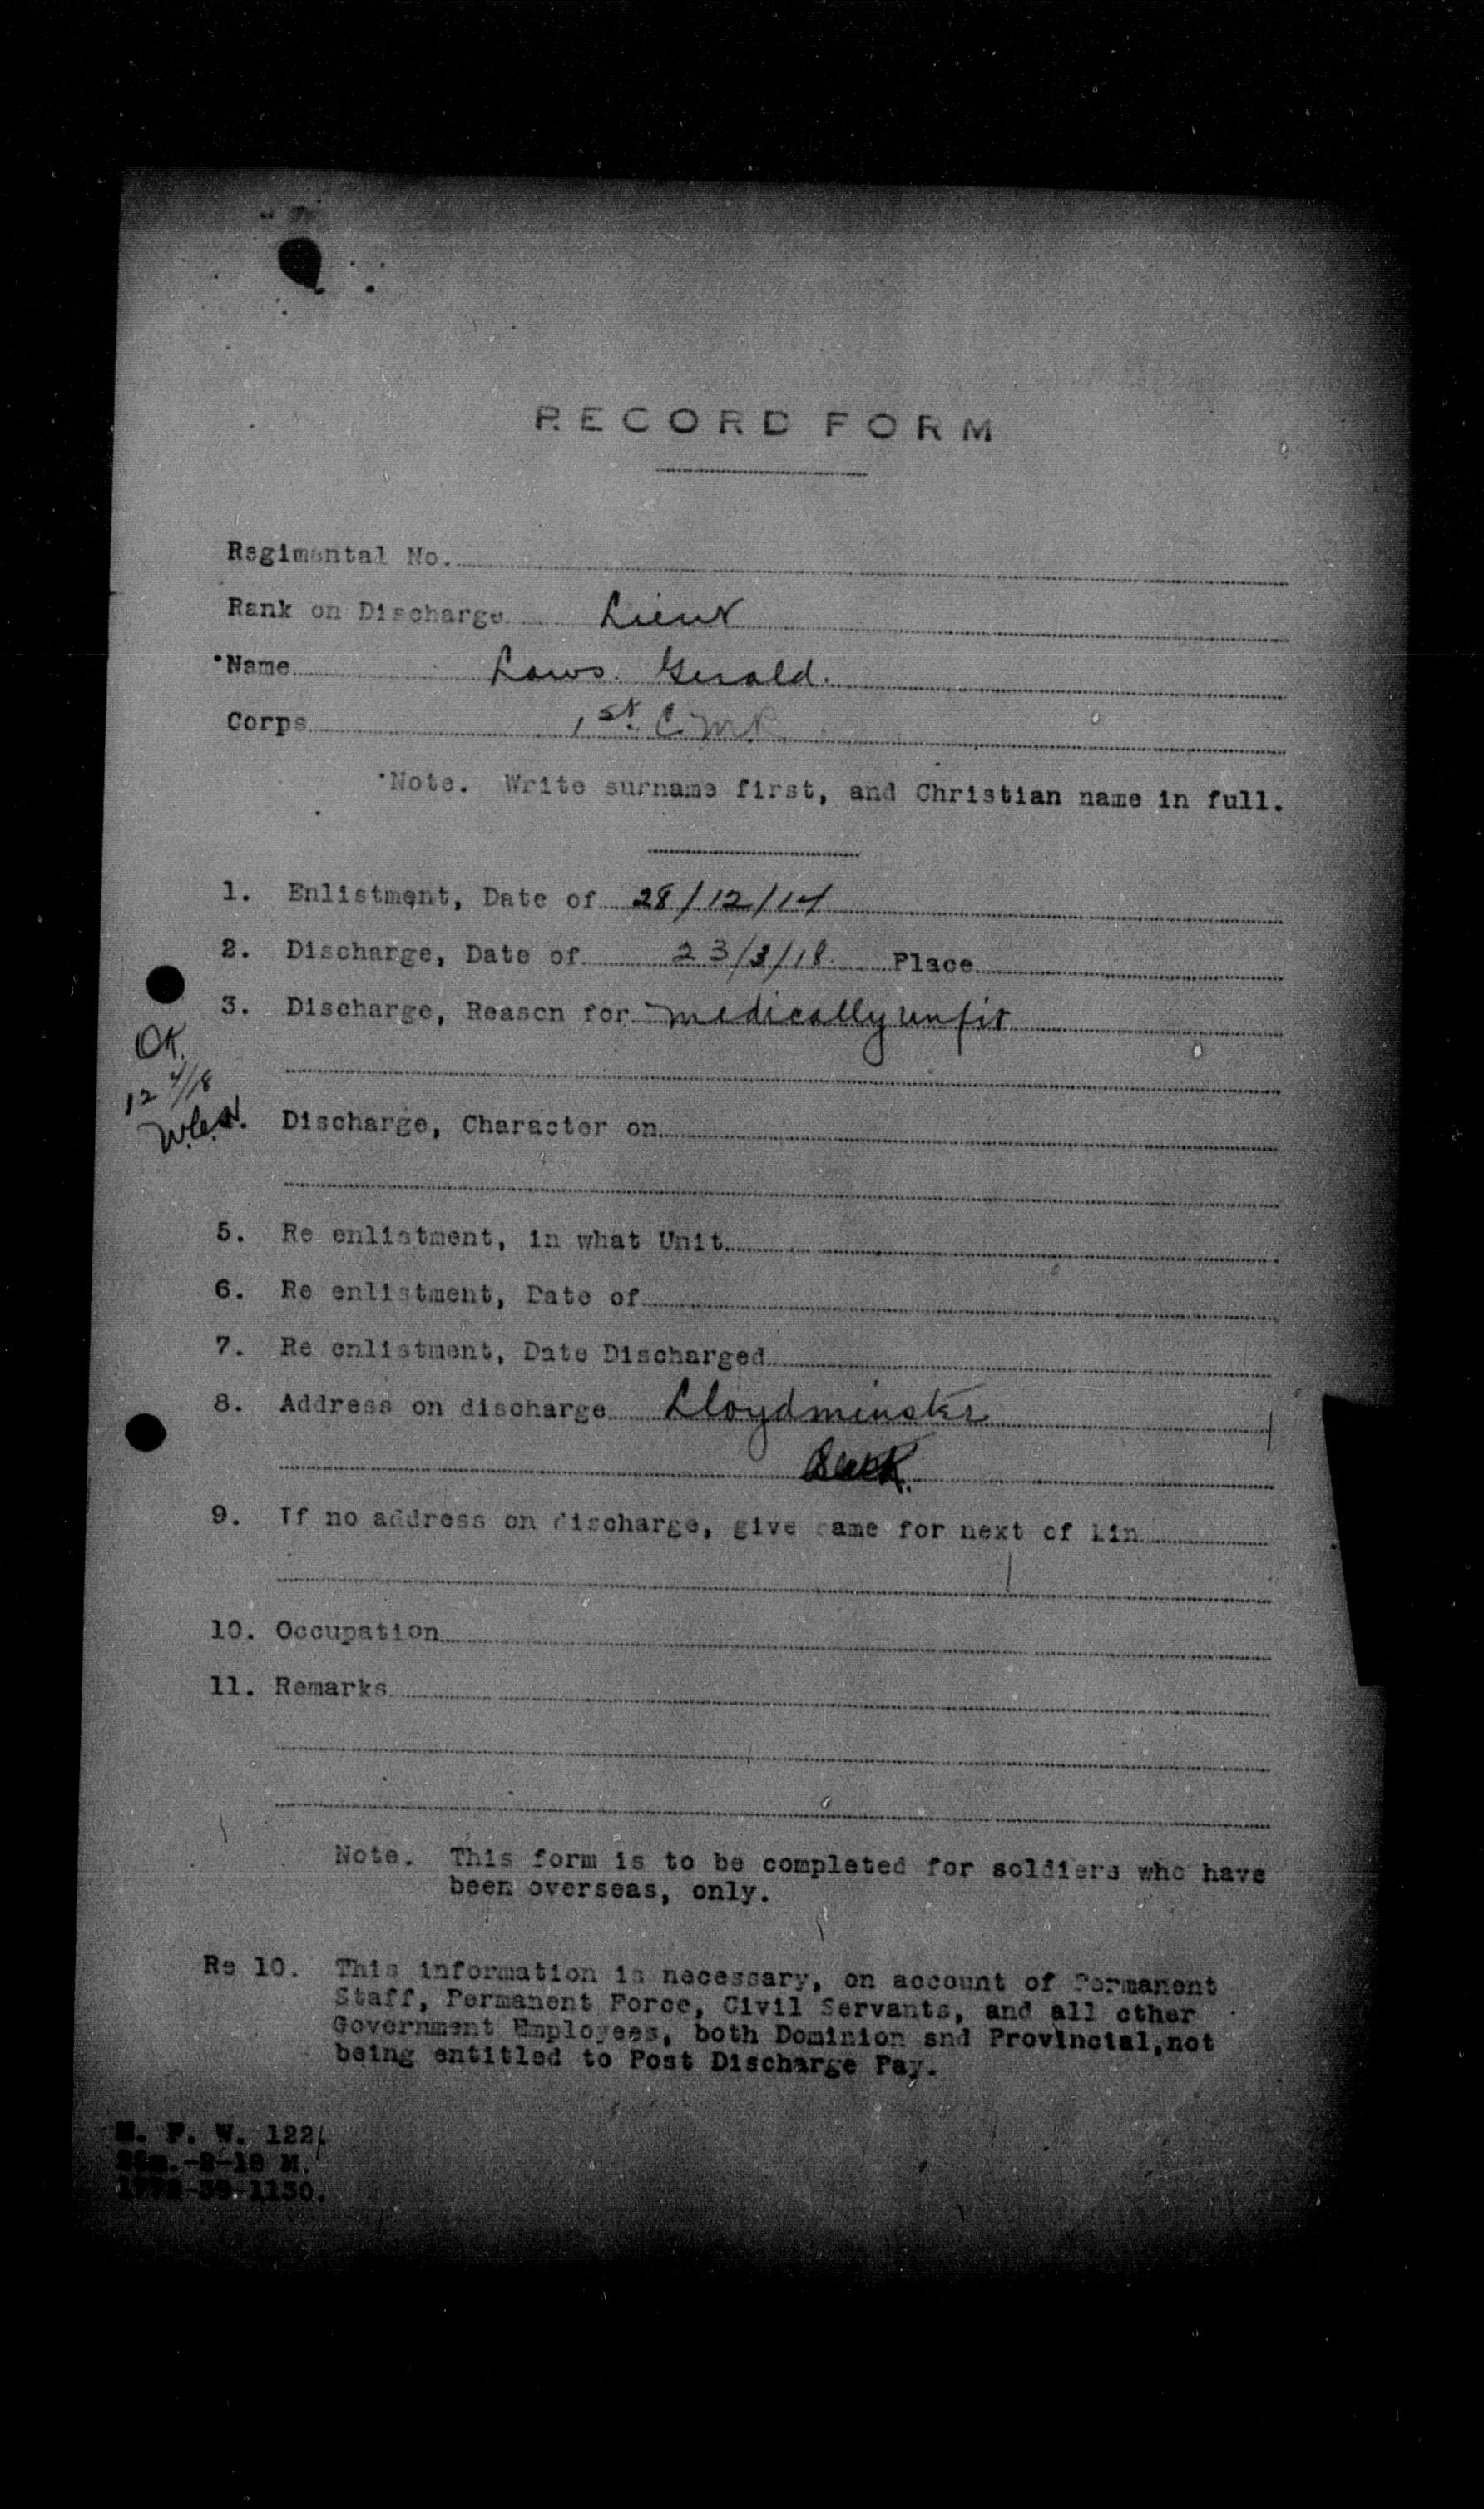 RECORD FORM
Regimental No.
Rank on Discharge Lieut
*Name Laws. Gerald.
Corps 1st. C.M.R.
*Note. Write surname first, and Christian name in full.
1. Enlistment, Date of 28/12/14
2. Discharge, Date of 23/3/18 Place
3. Discharge, Reason for medically unfit
OK.
12 4/18
Discharge, Character on
5. Re enlistment, in what Unit
6. Re enlistment, Date of
7. Re enlistment, Date Discharged
8. Address on discharge Lloydminster
Sask.
9. If no address on discharge, give same for next of kin
10. Occupation
11. Remarks
Note. This form is to be completed for soldiers who have
been overseas, only.
Re 10. This information is necessary, on account of Permanent
Staff, Permanent Force, Civil Servants, and all other
Government Employees, both Dominion snd Provincial,not
being entitled to Post Discharge Pay.
M. F. W. 122.
-2-18 M.
1772-39-1130.